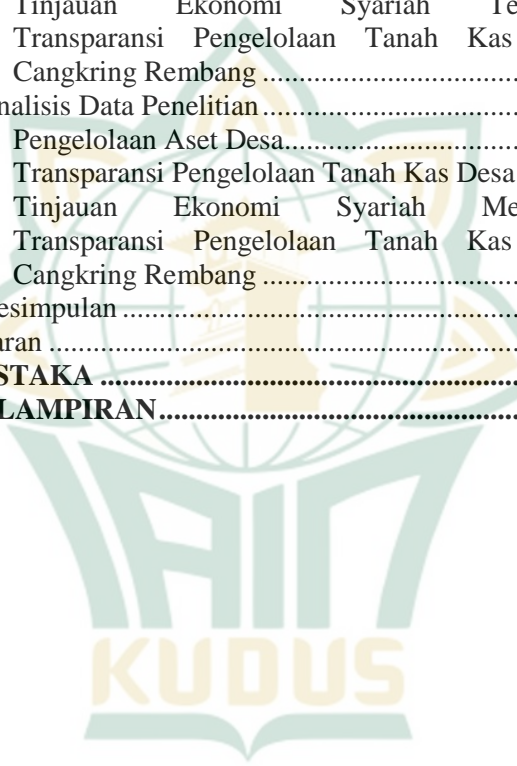 Tinjauan Ekonomi Syariah Te
Transparansi Pengelolaan Tanah Kas
Cangkring Rembang ........................................
nalisis Data Penelitian ........................................
Pengelolaan Aset Desa........................................
Transparansi Pengelolaan Tanah Kas Desa
Tinjauan Ekonomi Syariah Me
Transparansi Pengelolaan Tanah Kas
Cangkring Rembang ........................................
esimpulan ........................................
aran ........................................
STAKA ........................................
LAMPIRAN........................................
IAIN
KUDUS